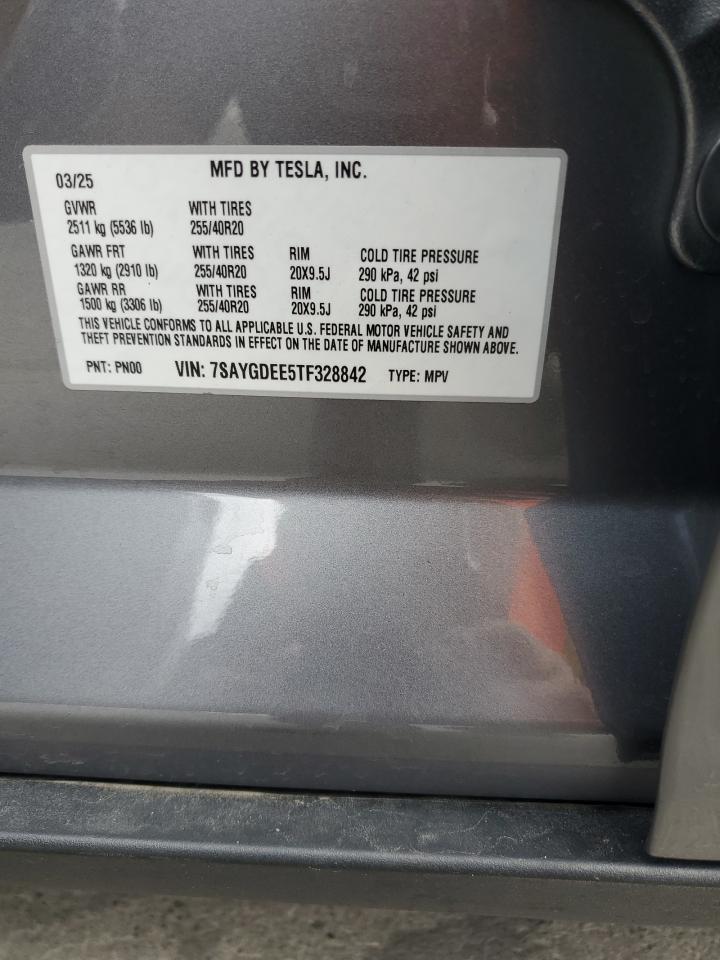 MFD BY TESLA, INC.
03/25
GVWR WITH TIRES
2511 kg (5536 lb) 255/40R20
GAWR FRT WITH TIRES RIM COLD TIRE PRESSURE
1320 kg (2910 lb) 255/40R20 20X9.5J 290 kPa, 42 psi
GAWR RR WITH TIRES RIM COLD TIRE PRESSURE
1500 kg (3306 lb) 255/40R20 20X9.5J 290 kPa, 42 psi
THIS VEHICLE CONFORMS TO ALL APPLICABLE U.S. FEDERAL MOTOR VEHICLE SAFETY AND
THEFT PREVENTION STANDARDS IN EFFECT ON THE DATE OF MANUFACTURE SHOWN ABOVE.
PNT: PN00 VIN: 7SAYGDEE5TF328842 TYPE: MPV